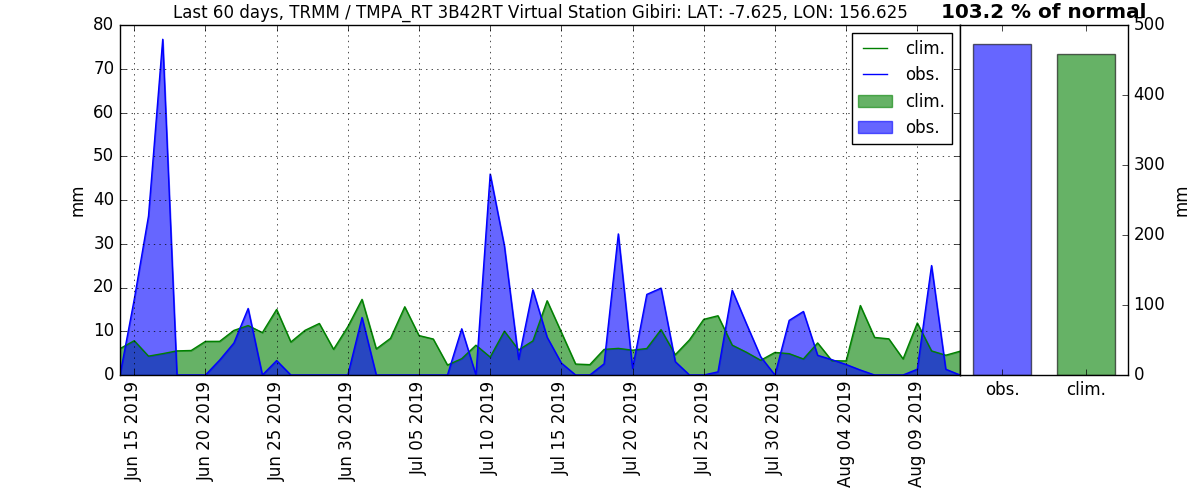 Last 60 days, TRMM / TMPA_RT 3B42RT Virtual Station Gibiri: LAT: -7.625, LON: 156.625
103.2 % of normal
80
70
60
50
40
30
20
10
0
mm
clim.
obs.
clim.
obs.
Jun 15 2019
Jun 20 2019
Jun 25 2019
Jun 30 2019
Jul 05 2019
Jul 10 2019
Jul 15 2019
Jul 20 2019
Jul 25 2019
Jul 30 2019
Aug 04 2019
Aug 09 2019
obs.
clim.
500
400
300
200
100
0
mm